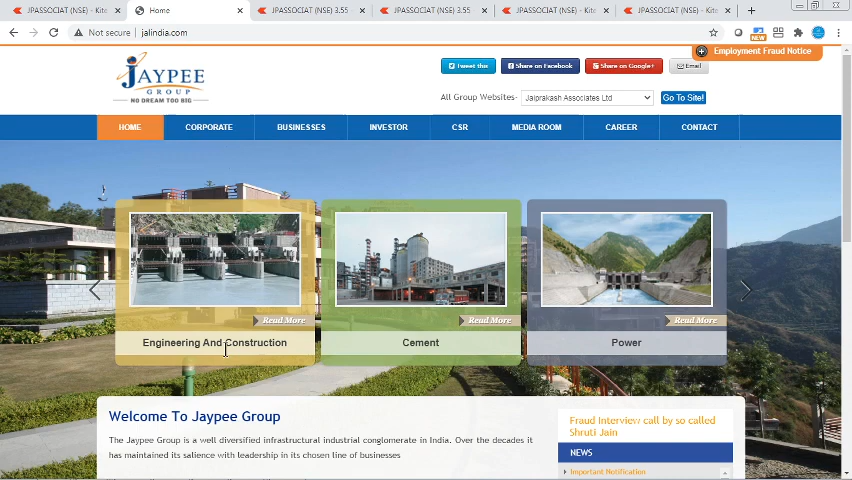 JPASSOCIAT (NSE) - Kite
Home
JPASSOCIAT (NSE) 3.55
JPASSOCIAT (NSE) 3.55
JPASSOCIAT (NSE) - Kite
JPASSOCIAT (NSE) - Kite
Not secure | jalindia.com
NEW
Employment Fraud Notice
JAYPEE
GROUP
NO DREAM TOO BIG
Tweet this
Share on Facebook
Share on Google+
Email
All Group Websites-
Jaiprakash Associates Ltd
Go To Site!
HOME
CORPORATE
BUSINESSES
INVESTOR
CSR
MEDIA ROOM
CAREER
CONTACT
Read More
Read More
Read More
Engineering And Construction
Cement
Power
Welcome To Jaypee Group
The Jaypee Group is a well diversified infrastructural industrial conglomerate in India. Over the decades it
has maintained its salience with leadership in its chosen line of businesses
Fraud Interview call by so called
Shruti Jain
NEWS
Important Notification